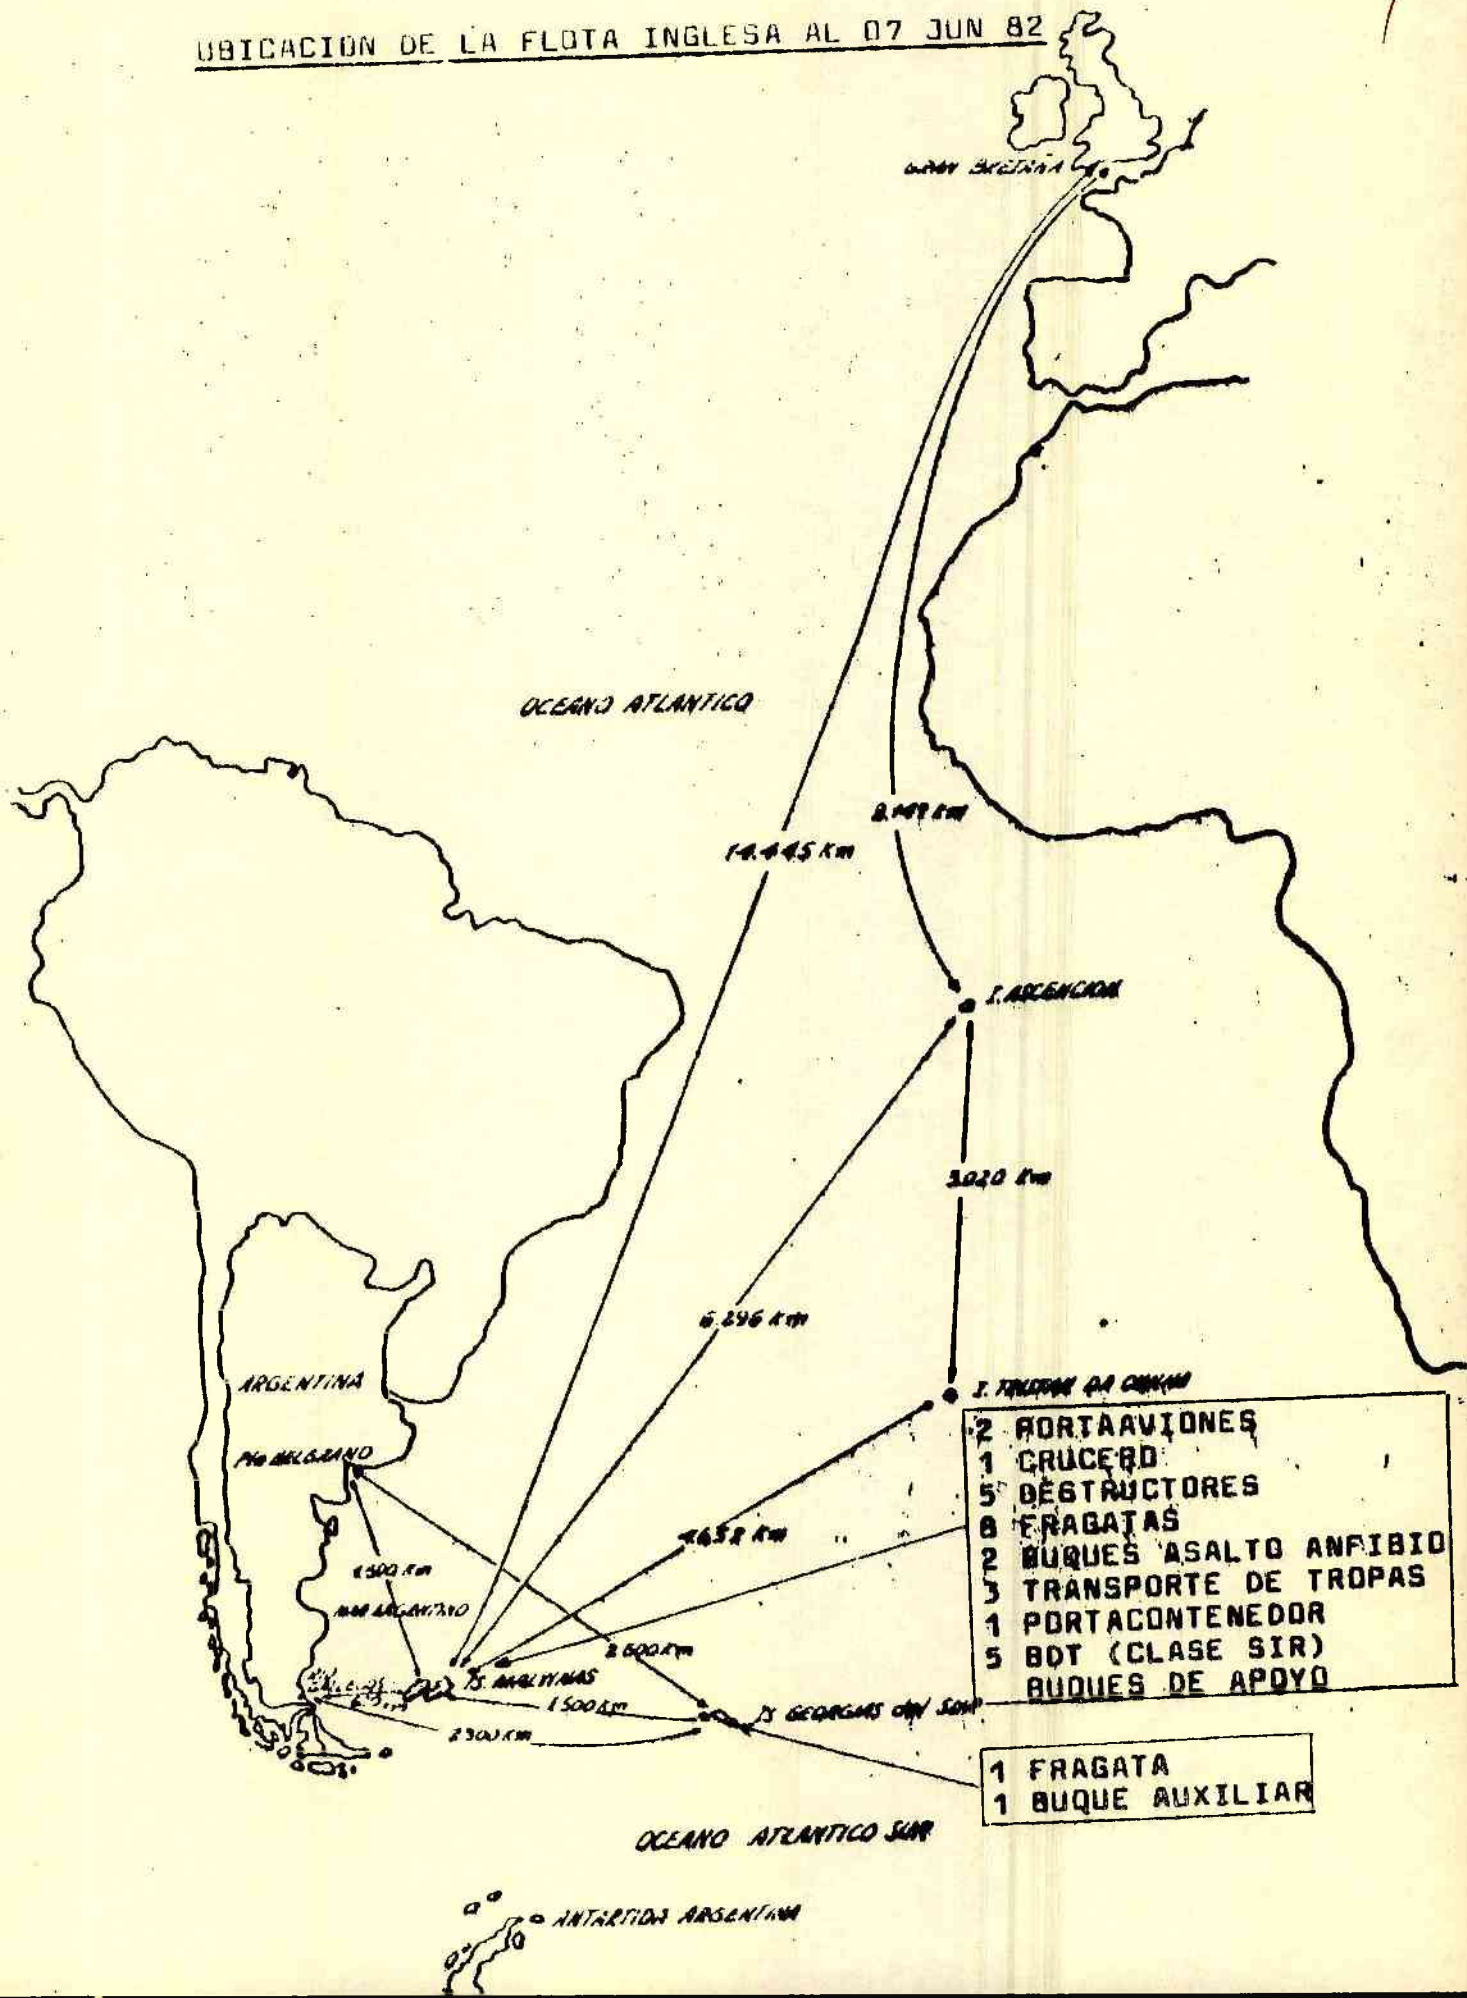 UBICACION DE LA FLOTA INGLESA AL 07 JUN 82
GRAN BRETAÑA
OCEANO ATLANTICO
14.445 Km
I. ASCENCION
3.020 Km
6.296 Km
I. TRISTAN DA CUNHA
ARGENTINA
PTO BELGRANO
2 PORTAAVIONES
1 CRUCERO
5 DESTRUCTORES
8 FRAGATAS
2 BUQUES ASALTO ANFIBIO
3 TRANSPORTE DE TROPAS
1 PORTACONTENEDOR
5 BDT (CLASE SIR)
BUQUES DE APOYO
Km
MAR ARGENTINO
2.600 Km
IS MALVINAS
1500 Km
IS GEORGIAS DEL SUR
2300 Km
1 FRAGATA
1 BUQUE AUXILIAR
OCEANO ATLANTICO SUR
ANTARTIDA ARGENTINA